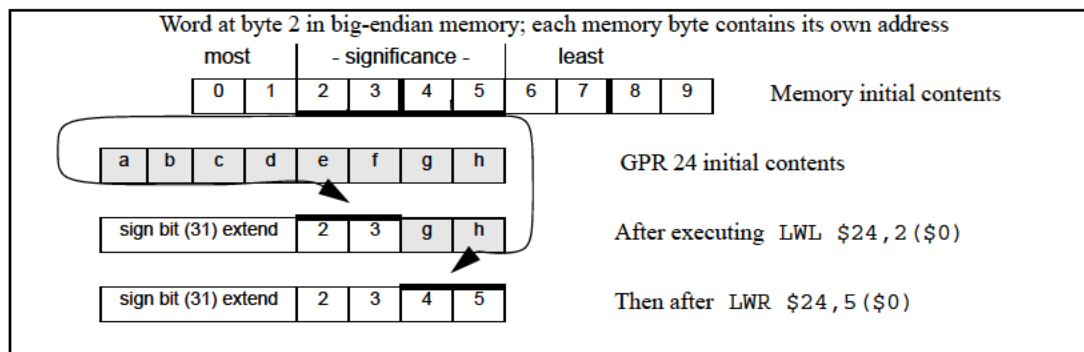 Word at byte 2 in big-endian memory; each memory byte contains its own address
most - significance - least
0 1 2 3 4 5 6 7 8 9 Memory initial contents
a b c d e f g h GPR 24 initial contents
sign bit (31) extend 2 3 g h After executing LWL $24,2($0)
sign bit (31) extend 2 3 4 5 Then after LWR $24,5($0)